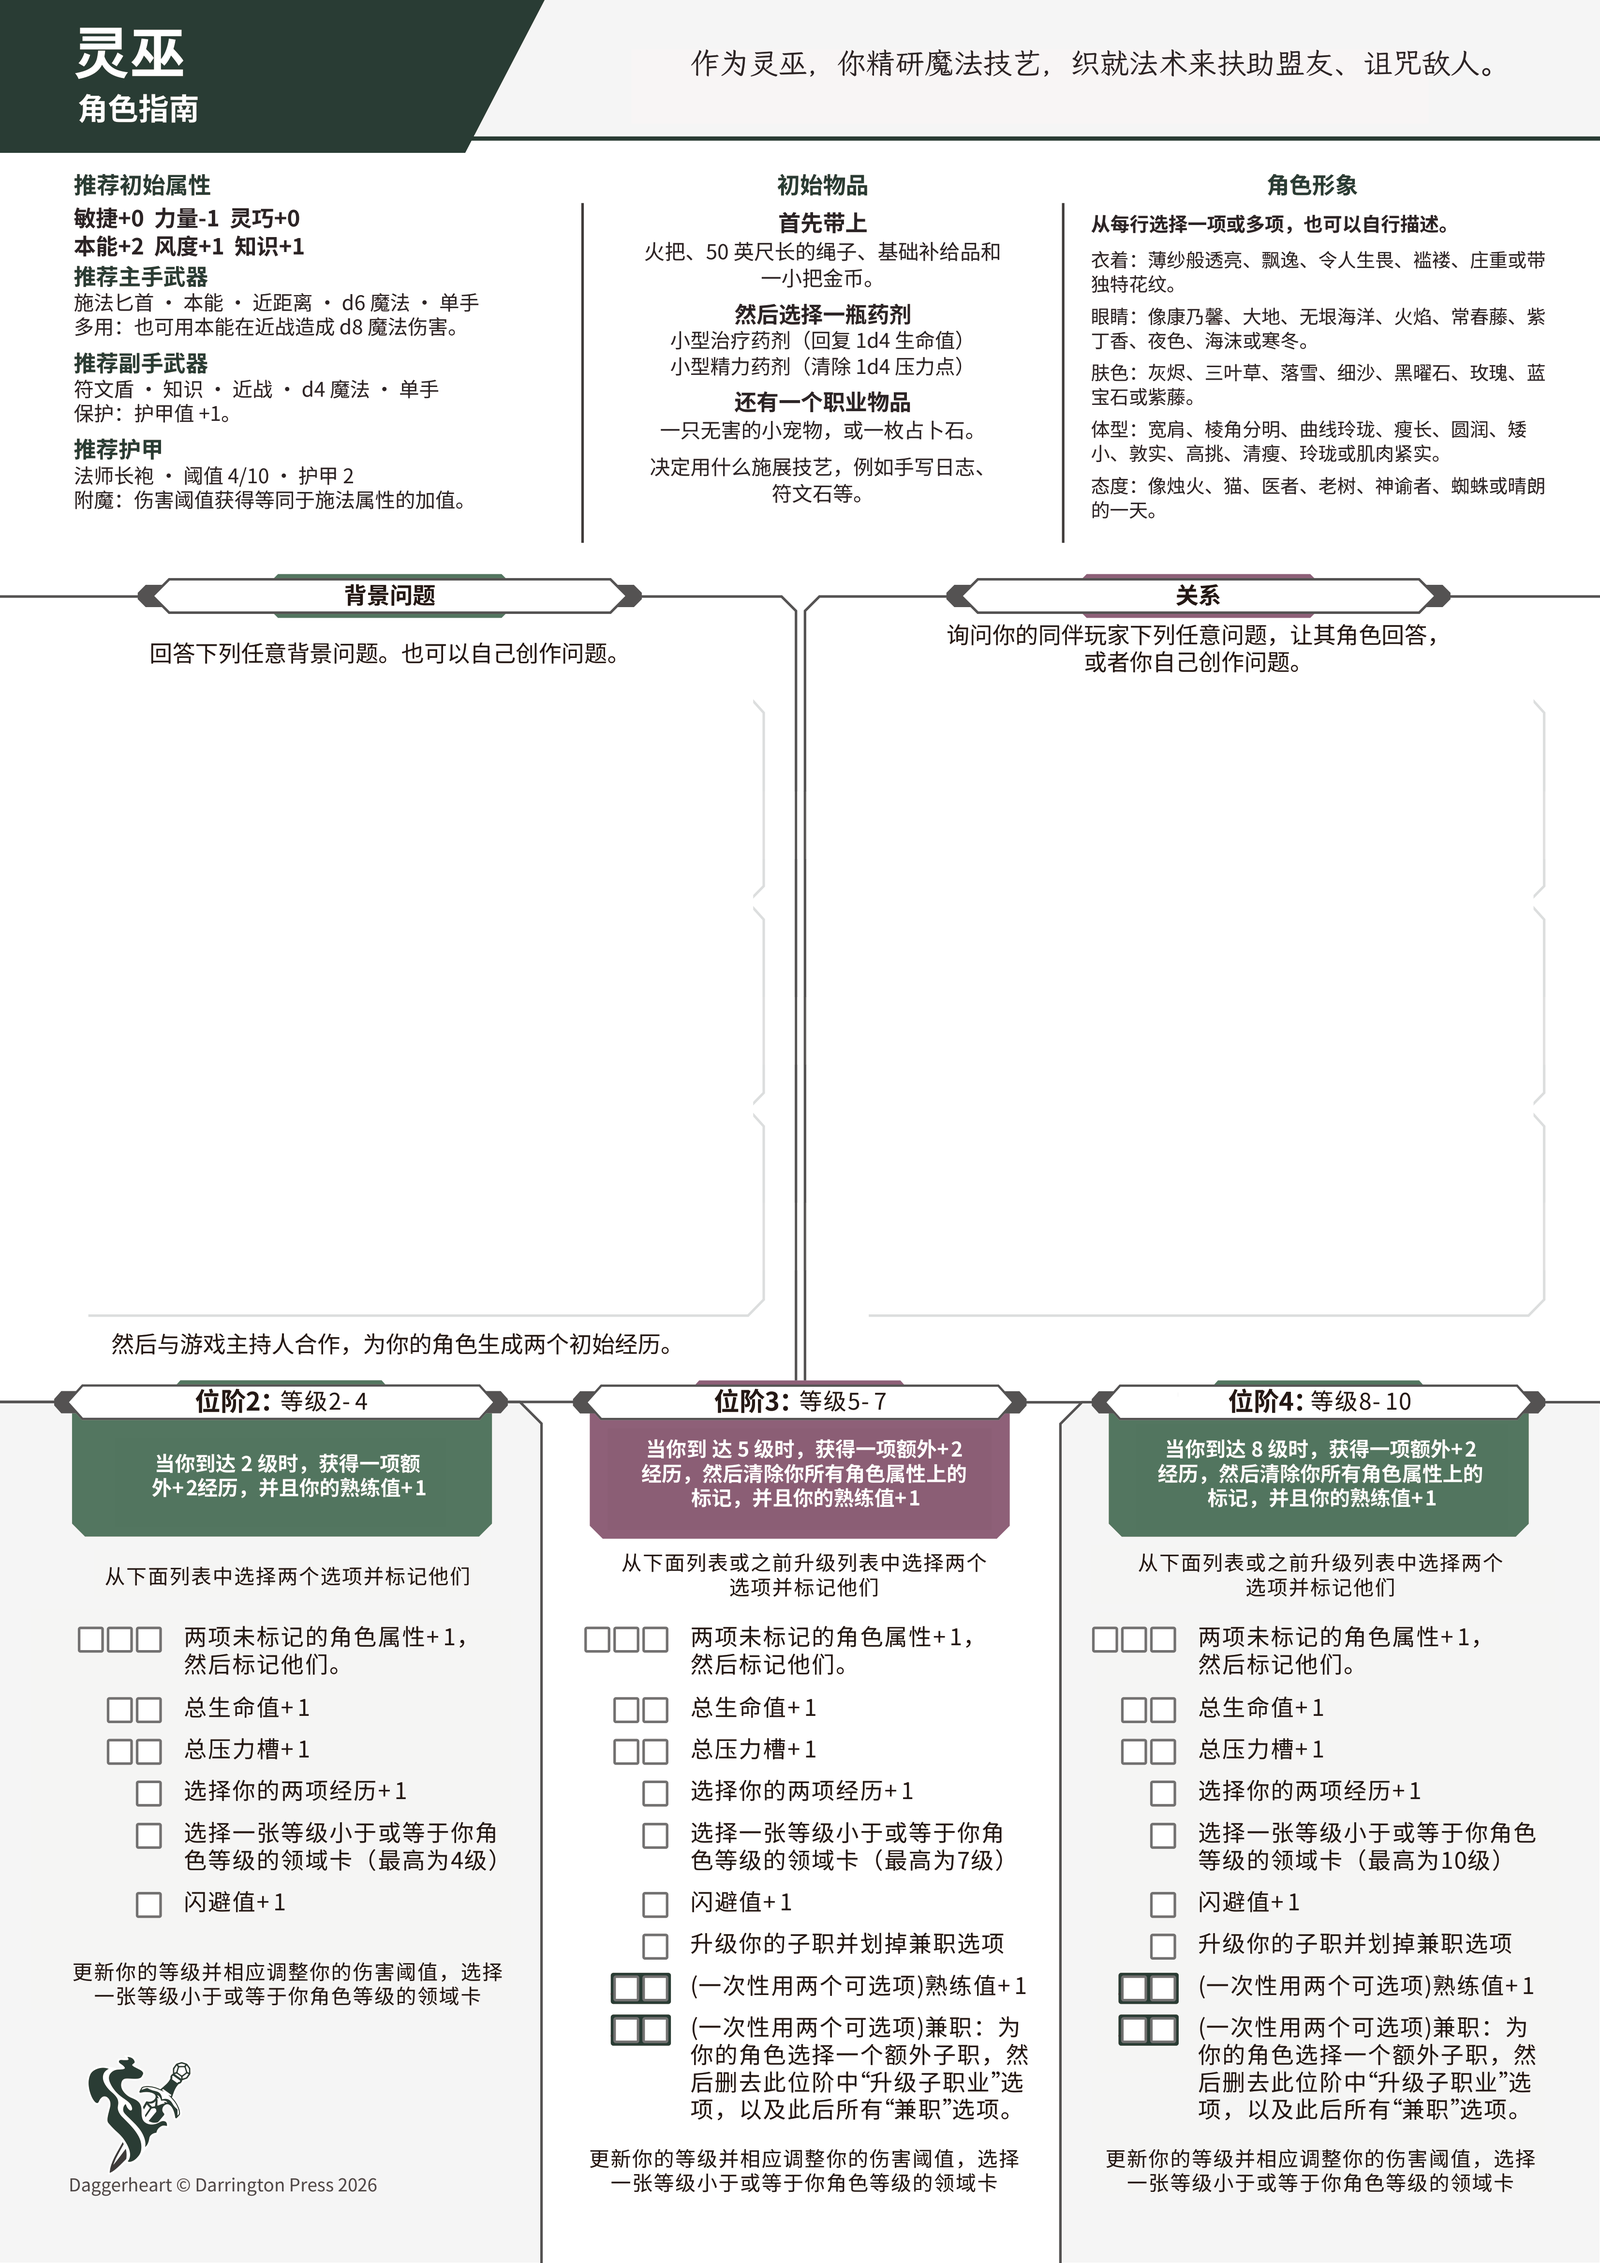 灵巫
角色指南
作为灵巫，你精研魔法技艺，织就法术来扶助盟友、诅咒敌人。
推荐初始属性
敏捷+0 力量-1 灵巧+0
本能+2 风度+1 知识+1
推荐主手武器
施法匕首 · 本能 · 近距离 · d6 魔法 · 单手
多用：也可用本能在近战造成 d8 魔法伤害。
推荐副手武器
符文盾 · 知识 · 近战 · d4 魔法 · 单手
保护：护甲值 +1。
推荐护甲
法师长袍 · 阈值 4/10 · 护甲 2
附魔：伤害阈值获得等同于施法属性的加值。
初始物品
首先带上
火把、50 英尺长的绳子、基础补给品和
一小把金币。
然后选择一瓶药剂
小型治疗药剂（回复 1d4 生命值）
小型精力药剂（清除 1d4 压力点）
还有一个职业物品
一只无害的小宠物，或一枚占卜石。
决定用什么施展技艺，例如手写日志、
符文石等。
角色形象
从每行选择一项或多项，也可以自行描述。
衣着：薄纱般透亮、飘逸、令人生畏、褴褛、庄重或带
独特花纹。
眼睛：像康乃馨、大地、无垠海洋、火焰、常春藤、紫
丁香、夜色、海沫或寒冬。
肤色：灰烬、三叶草、落雪、细沙、黑曜石、玫瑰、蓝
宝石或紫藤。
体型：宽肩、棱角分明、曲线玲珑、瘦长、圆润、矮
小、敦实、高挑、清瘦、玲珑或肌肉紧实。
态度：像烛火、猫、医者、老树、神谕者、蜘蛛或晴朗
的一天。
背景问题
回答下列任意背景问题。也可以自己创作问题。
然后与游戏主持人合作，为你的角色生成两个初始经历。
关系
询问你的同伴玩家下列任意问题，让其角色回答，
或者你自己创作问题。
位阶2：等级2-4
当你到达 2 级时，获得一项额
外+2经历，并且你的熟练值+1
从下面列表中选择两个选项并标记他们
两项未标记的角色属性+1，
然后标记他们。
总生命值+1
总压力槽+1
选择你的两项经历+1
选择一张等级小于或等于你角
色等级的领域卡（最高为4级）
闪避值+1
更新你的等级并相应调整你的伤害阈值，选择
一张等级小于或等于你角色等级的领域卡
Daggerheart © Darrington Press 2026
位阶3：等级5-7
当你到 达 5 级时，获得一项额外+2
经历，然后清除你所有角色属性上的
标记，并且你的熟练值+1
从下面列表或之前升级列表中选择两个
选项并标记他们
两项未标记的角色属性+1，
然后标记他们。
总生命值+1
总压力槽+1
选择你的两项经历+1
选择一张等级小于或等于你角
色等级的领域卡（最高为7级）
闪避值+1
升级你的子职并划掉兼职选项
(一次性用两个可选项)熟练值+1
(一次性用两个可选项)兼职：为
你的角色选择一个额外子职，然
后删去此位阶中“升级子职业”选
项，以及此后所有“兼职”选项。
更新你的等级并相应调整你的伤害阈值，选择
一张等级小于或等于你角色等级的领域卡
位阶4：等级8-10
当你到达 8 级时，获得一项额外+2
经历，然后清除你所有角色属性上的
标记，并且你的熟练值+1
从下面列表或之前升级列表中选择两个
选项并标记他们
两项未标记的角色属性+1，
然后标记他们。
总生命值+1
总压力槽+1
选择你的两项经历+1
选择一张等级小于或等于你角色
等级的领域卡（最高为10级）
闪避值+1
升级你的子职并划掉兼职选项
(一次性用两个可选项)熟练值+1
(一次性用两个可选项)兼职：为
你的角色选择一个额外子职，然
后删去此位阶中“升级子职业”选
项，以及此后所有“兼职”选项。
更新你的等级并相应调整你的伤害阈值，选择
一张等级小于或等于你角色等级的领域卡